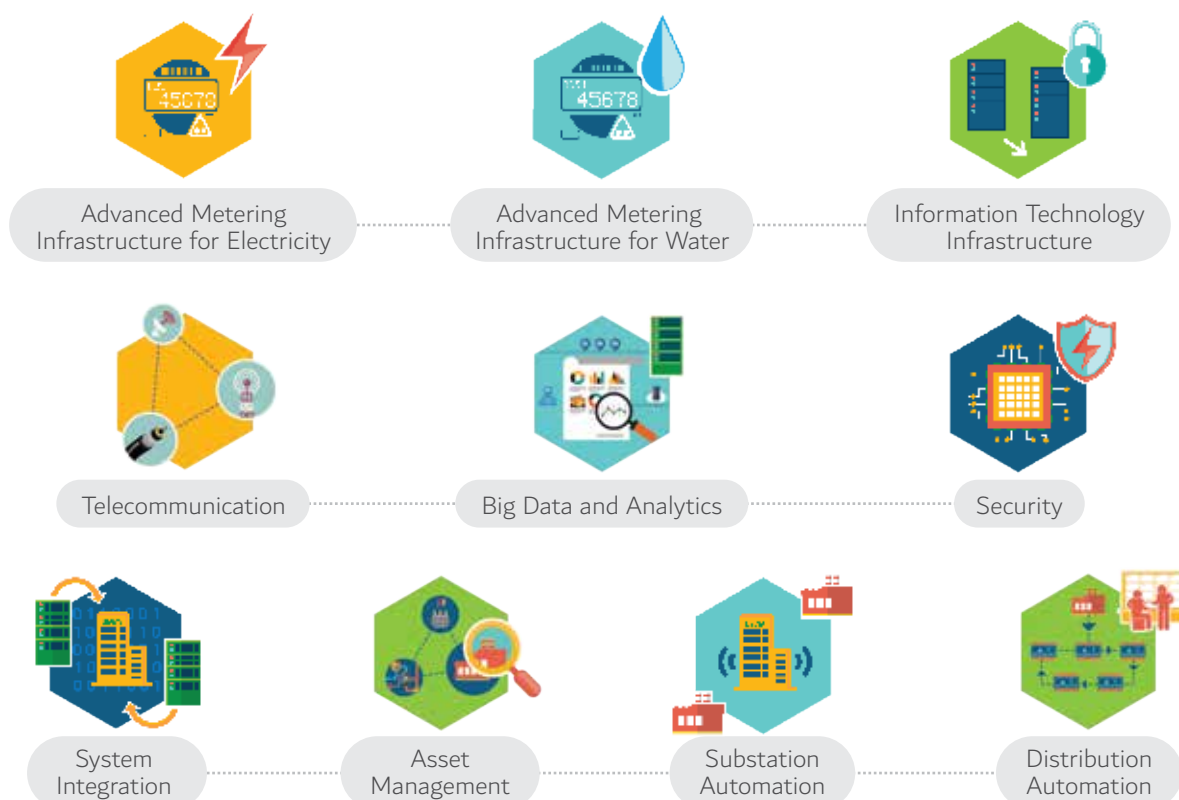 45678
45678
Advanced Metering
Infrastructure for Electricity
Advanced Metering
Infrastructure for Water
Information Technology
Infrastructure
Telecommunication
Big Data and Analytics
Security
System
Integration
Asset
Management
Substation
Automation
Distribution
Automation